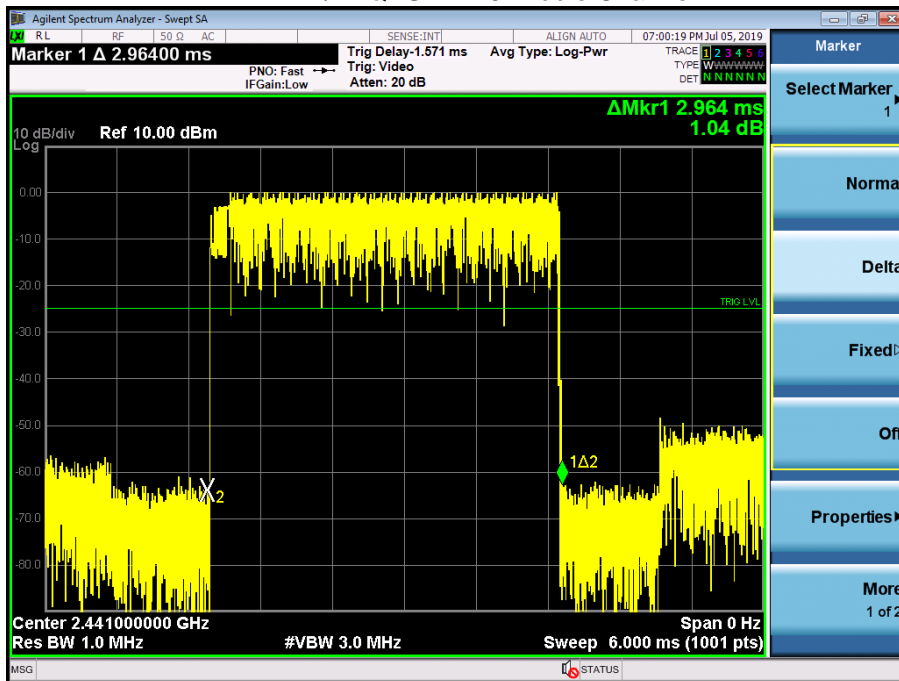 Agilent Spectrum Analyzer - Swept SA
LXI RL RF 50 Ω AC SENSE:INT ALIGN AUTO 07:00:19 PM Jul 05, 2019
Marker 1 Δ 2.96400 ms
PNO: Fast
IFGain:Low
Trig Delay-1.571 ms
Trig: Video
Atten: 20 dB
Avg Type: Log-Pwr
TRACE 1 2 3 4 5 6
TYPE WWWWWW
DET N N N N N N
ΔMkr1 2.964 ms
1.04 dB
10 dB/div Ref 10.00 dBm
Log
0.00
-10.0
-20.0
TRIG LVL
-30.0
-40.0
-50.0
-60.0
1Δ2
2
-70.0
-80.0
Center 2.441000000 GHz Span 0 Hz
Res BW 1.0 MHz #VBW 3.0 MHz Sweep 6.000 ms (1001 pts)
MSG STATUS
Marker
Select Marker
1
Norma
Delta
Fixed
Off
Properties
More
1 of 2